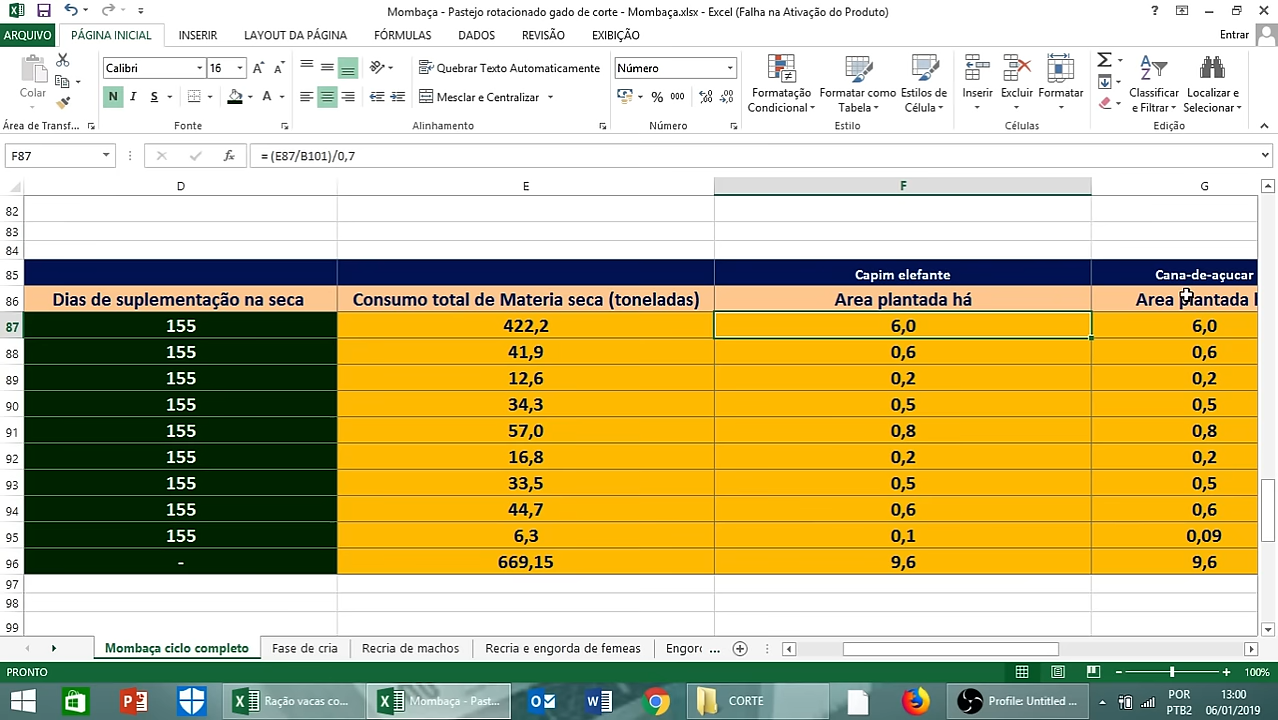 Mombaça - Pastejo rotacionado gado de corte - Mombaça.xlsx - Excel (Falha na Ativação do Produto)
ARQUIVO PÁGINA INICIAL INSERIR LAYOUT DA PÁGINA FÓRMULAS DADOS REVISÃO EXIBIÇÃO Entrar
Colar
Calibri 16
Quebrar Texto Automaticamente
Número
N I S A
Mesclar e Centralizar
% 000
Formatação Condicional
Formatar como Tabela
Estilos de Célula
Inserir Excluir Formatar
Classificar e Filtrar
Localizar e Selecionar
Área de Transf... Fonte Alinhamento Número Estilo Células Edição
F87 fx = (E87/B101)/0,7
D E F G
82
83
84
85 Capim elefante Cana-de-açucar
86 Dias de suplementação na seca Consumo total de Materia seca (toneladas) Area plantada há Area plantada
87 155 422,2 6,0 6,0
88 155 41,9 0,6 0,6
89 155 12,6 0,2 0,2
90 155 34,3 0,5 0,5
91 155 57,0 0,8 0,8
92 155 16,8 0,2 0,2
93 155 33,5 0,5 0,5
94 155 44,7 0,6 0,6
95 155 6,3 0,1 0,09
96 - 669,15 9,6 9,6
97
98
99
Mombaça ciclo completo Fase de cria Recria de machos Recria e engorda de femeas Engor ...
PRONTO 100%
Ração vacas co... Mombaça - Past... CORTE Profile: Untitled ... POR 13:00
PTB2 06/01/2019